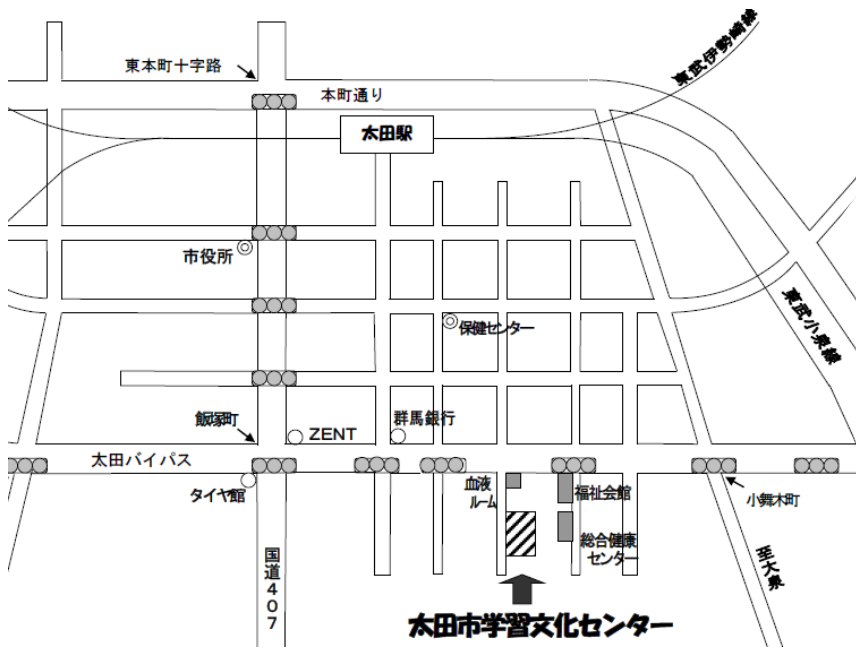 東武伊勢崎線
東本町十字路
本町通り
太田駅
市役所
東武小泉線
保健センター
飯塚町
ZENT
群馬銀行
太田バイパス
タイヤ館
血液
ルーム
福祉会館
小舞木町
国道407
総合健康
センター
至大泉
太田市学習文化センター